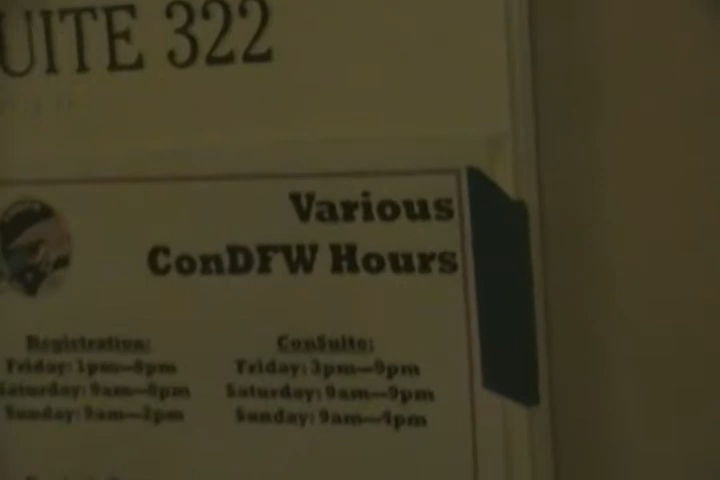 UITE 322
Various
ConDFW Hours
Registration:
Friday: 1pm—8pm
Saturday: 9am—8pm
Sunday: 9am—2pm
ConSuite:
Friday: 3pm—9pm
Saturday: 9am—9pm
Sunday: 9am—4pm